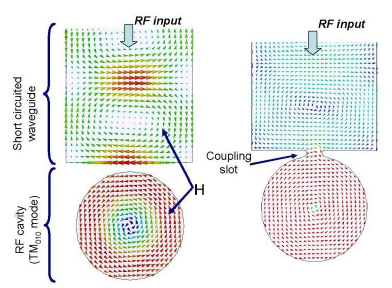 RF input
RF input
Short circuited
waveguide
Coupling
slot
H
RF cavity
(TM010 mode)